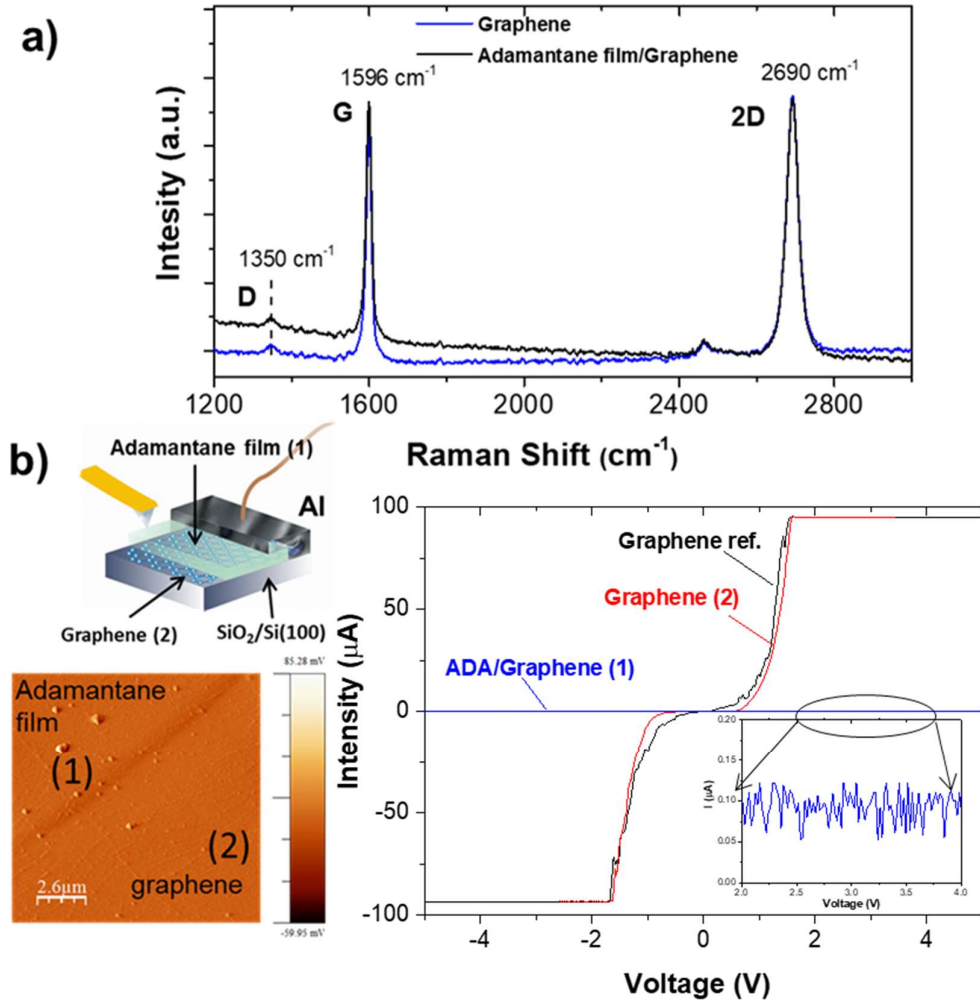 a)
Graphene
Adamantane film/Graphene
1596 cm⁻¹
2690 cm⁻¹
G
2D
1350 cm⁻¹
D
Intesity (a.u.)
1200 1600 2000 2400 2800
Raman Shift (cm⁻¹)
b)
Adamantane film (1)
Al
Graphene (2)
SiO₂/Si(100)
85.28 mV
Adamantane
film
(1)
(2)
graphene
2.6μm
-59.95 mV
100
50
0
-50
-100
Intensity (μA)
Graphene ref.
Graphene (2)
ADA/Graphene (1)
0.20
0.15
0.10
0.05
0.00
I (μA)
2.0 2.5 3.0 3.5 4.0
Voltage (V)
-4 -2 0 2 4
Voltage (V)